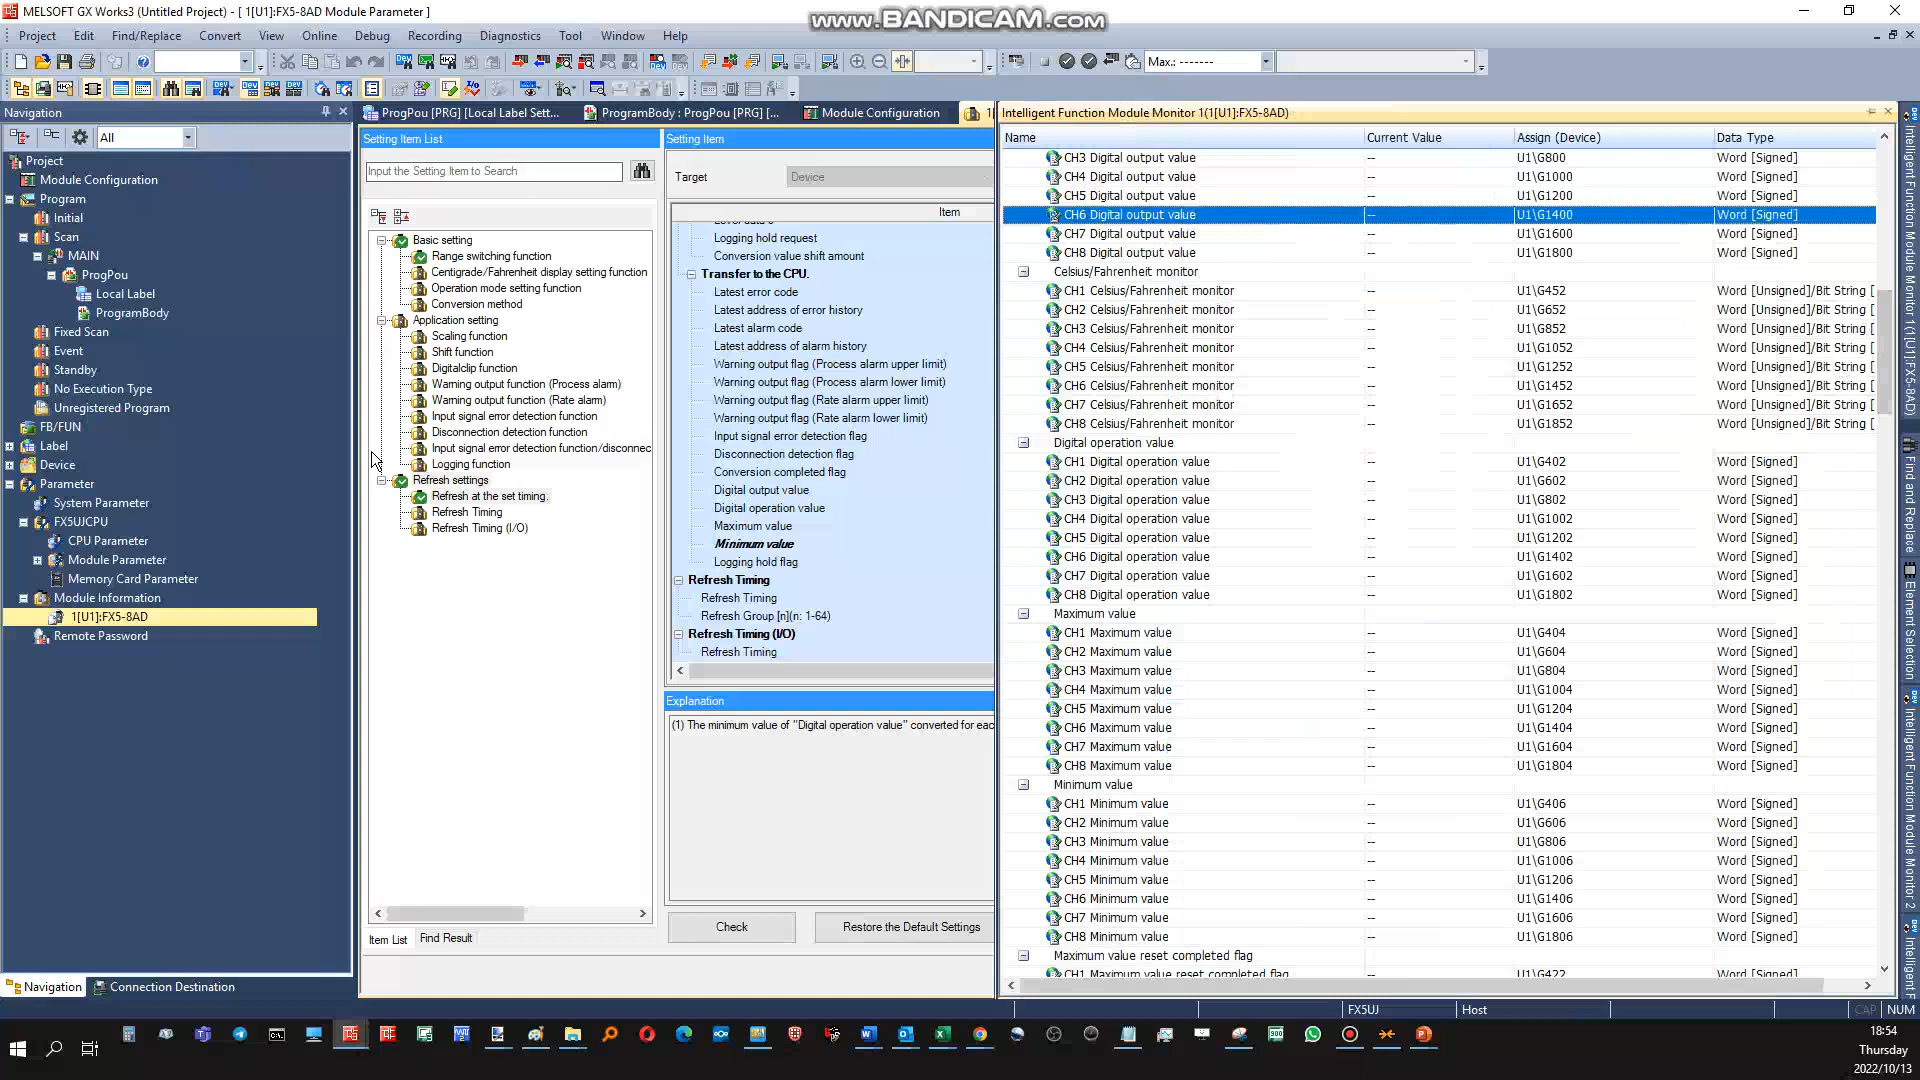 MELSOFT GX Works3 (Untitled Project) - [ 1[U1]:FX5-8AD Module Parameter ]
www.BANDICAM.com
Project Edit Find/Replace Convert View Online Debug Recording Diagnostics Tool Window Help
Max.: -------
Navigation
All
Project
Module Configuration
Program
Initial
Scan
MAIN
ProgPou
Local Label
ProgramBody
Fixed Scan
Event
Standby
No Execution Type
Unregistered Program
FB/FUN
Label
Device
Parameter
System Parameter
FX5UJCPU
CPU Parameter
Module Parameter
Memory Card Parameter
Module Information
1[U1]:FX5-8AD
Remote Password
Navigation
Connection Destination
ProgPou [PRG] [Local Label Sett...
ProgramBody : ProgPou [PRG] [...
Module Configuration
Setting Item List
Input the Setting Item to Search
Basic setting
Range switching function
Centigrade/Fahrenheit display setting function
Operation mode setting function
Conversion method
Application setting
Scaling function
Shift function
Digitalclip function
Warning output function (Process alarm)
Warning output function (Rate alarm)
Input signal error detection function
Disconnection detection function
Input signal error detection function/disconnec
Logging function
Refresh settings
Refresh at the set timing.
Refresh Timing
Refresh Timing (I/O)
Item List
Find Result
Setting Item
Target
Device
Item
Logging hold request
Conversion value shift amount
Transfer to the CPU.
Latest error code
Latest address of error history
Latest alarm code
Latest address of alarm history
Warning output flag (Process alarm upper limit)
Warning output flag (Process alarm lower limit)
Warning output flag (Rate alarm upper limit)
Warning output flag (Rate alarm lower limit)
Input signal error detection flag
Disconnection detection flag
Conversion completed flag
Digital output value
Digital operation value
Maximum value
Minimum value
Logging hold flag
Refresh Timing
Refresh Timing
Refresh Group [n](n: 1-64)
Refresh Timing (I/O)
Refresh Timing
Explanation
(1) The minimum value of "Digital operation value" converted for eac
Check
Restore the Default Settings
Intelligent Function Module Monitor 1(1[U1]:FX5-8AD)
Name Current Value Assign (Device) Data Type
CH3 Digital output value -- U1\G800 Word [Signed]
CH4 Digital output value -- U1\G1000 Word [Signed]
CH5 Digital output value -- U1\G1200 Word [Signed]
CH6 Digital output value -- U1\G1400 Word [Signed]
CH7 Digital output value -- U1\G1600 Word [Signed]
CH8 Digital output value -- U1\G1800 Word [Signed]
Celsius/Fahrenheit monitor
CH1 Celsius/Fahrenheit monitor -- U1\G452 Word [Unsigned]/Bit String [
CH2 Celsius/Fahrenheit monitor -- U1\G652 Word [Unsigned]/Bit String [
CH3 Celsius/Fahrenheit monitor -- U1\G852 Word [Unsigned]/Bit String [
CH4 Celsius/Fahrenheit monitor -- U1\G1052 Word [Unsigned]/Bit String [
CH5 Celsius/Fahrenheit monitor -- U1\G1252 Word [Unsigned]/Bit String [
CH6 Celsius/Fahrenheit monitor -- U1\G1452 Word [Unsigned]/Bit String [
CH7 Celsius/Fahrenheit monitor -- U1\G1652 Word [Unsigned]/Bit String [
CH8 Celsius/Fahrenheit monitor -- U1\G1852 Word [Unsigned]/Bit String [
Digital operation value
CH1 Digital operation value -- U1\G402 Word [Signed]
CH2 Digital operation value -- U1\G602 Word [Signed]
CH3 Digital operation value -- U1\G802 Word [Signed]
CH4 Digital operation value -- U1\G1002 Word [Signed]
CH5 Digital operation value -- U1\G1202 Word [Signed]
CH6 Digital operation value -- U1\G1402 Word [Signed]
CH7 Digital operation value -- U1\G1602 Word [Signed]
CH8 Digital operation value -- U1\G1802 Word [Signed]
Maximum value
CH1 Maximum value -- U1\G404 Word [Signed]
CH2 Maximum value -- U1\G604 Word [Signed]
CH3 Maximum value -- U1\G804 Word [Signed]
CH4 Maximum value -- U1\G1004 Word [Signed]
CH5 Maximum value -- U1\G1204 Word [Signed]
CH6 Maximum value -- U1\G1404 Word [Signed]
CH7 Maximum value -- U1\G1604 Word [Signed]
CH8 Maximum value -- U1\G1804 Word [Signed]
Minimum value
CH1 Minimum value -- U1\G406 Word [Signed]
CH2 Minimum value -- U1\G606 Word [Signed]
CH3 Minimum value -- U1\G806 Word [Signed]
CH4 Minimum value -- U1\G1006 Word [Signed]
CH5 Minimum value -- U1\G1206 Word [Signed]
CH6 Minimum value -- U1\G1406 Word [Signed]
CH7 Minimum value -- U1\G1606 Word [Signed]
CH8 Minimum value -- U1\G1806 Word [Signed]
Maximum value reset completed flag
CH1 Maximum value reset completed flag -- U1\G422 Word [Signed]
Intelligent Function Module Monitor 1(1[U1]:FX5-8AD)
Find and Replace
Element Selection
Intelligent Function Module Monitor 2
FX5UJ
Host
CAP
NUM
18:54
Thursday
2022/10/13